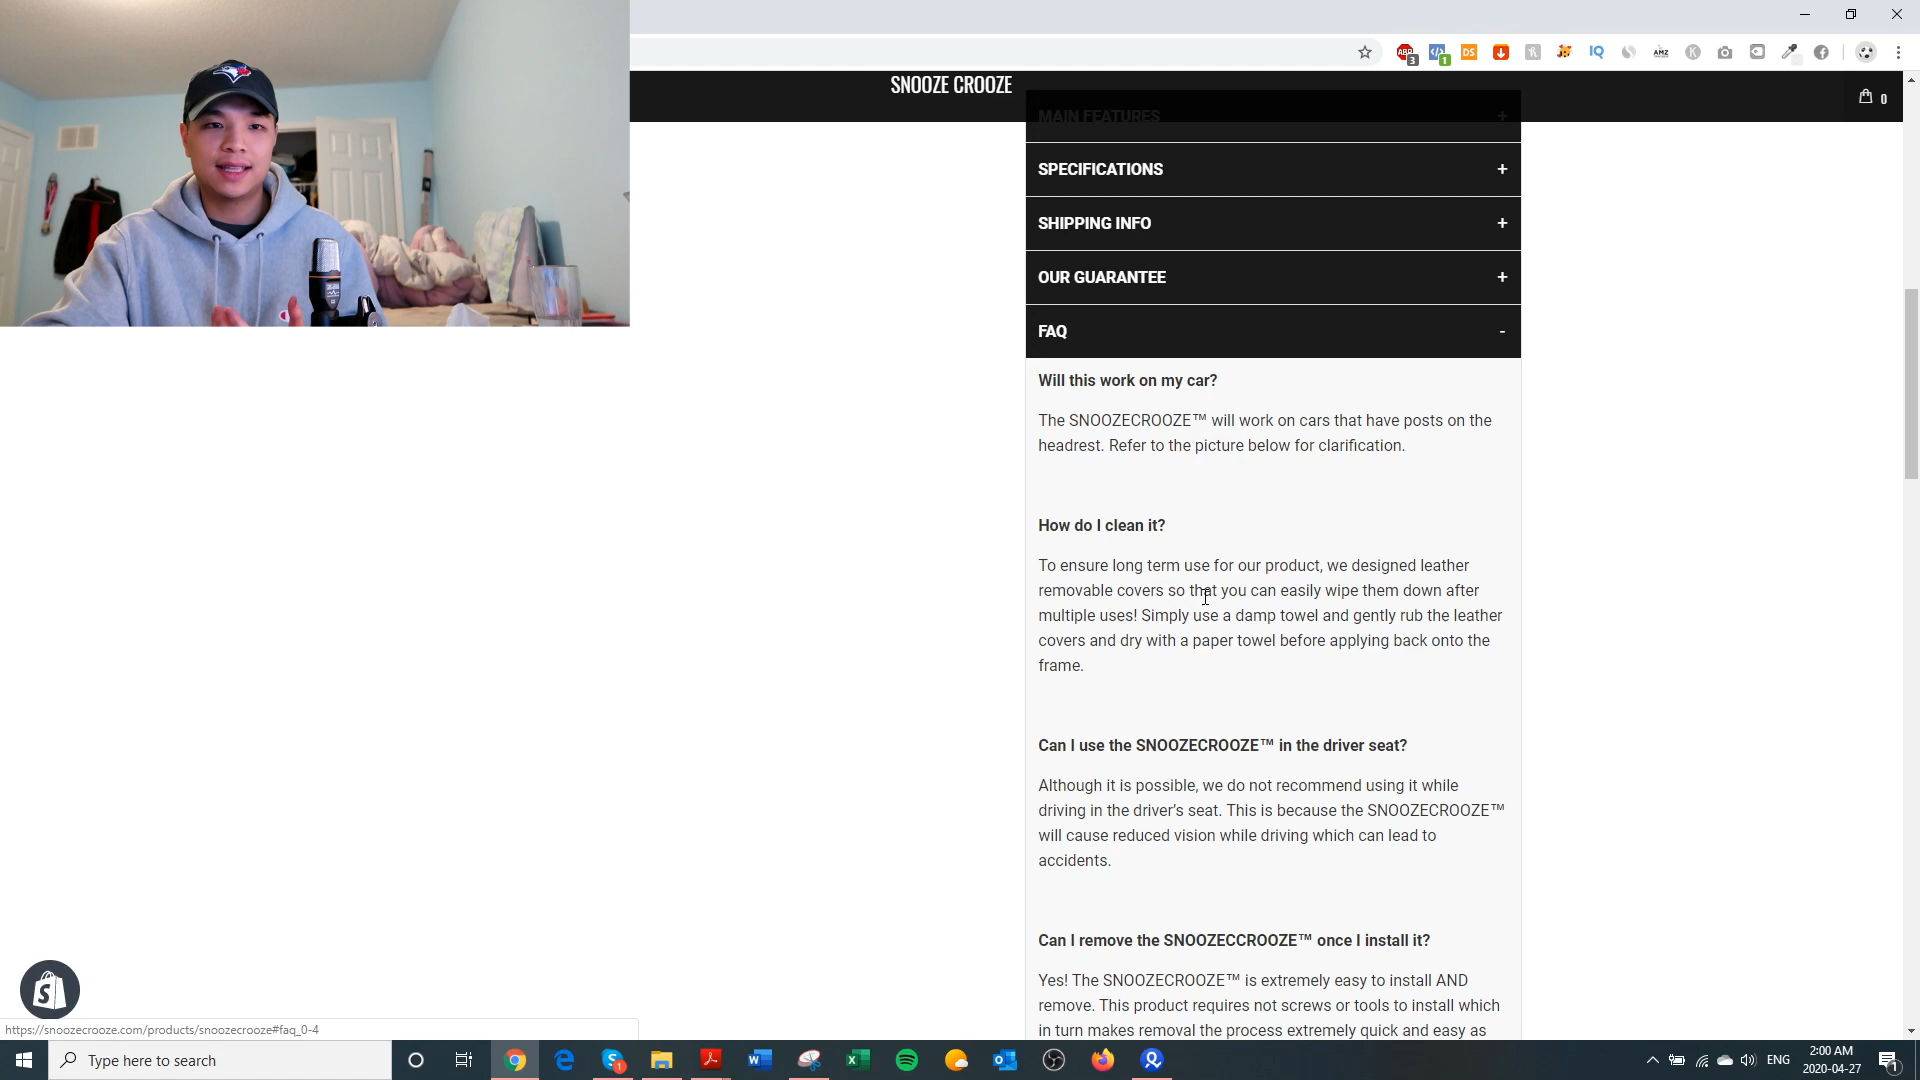 SNOOZE CROOZE
0
MAIN FEATURES +
SPECIFICATIONS +
SHIPPING INFO +
OUR GUARANTEE +
FAQ -
Will this work on my car?
The SNOOZECROOZE™ will work on cars that have posts on the
headrest. Refer to the picture below for clarification.
How do I clean it?
To ensure long term use for our product, we designed leather
removable covers so that you can easily wipe them down after
multiple uses! Simply use a damp towel and gently rub the leather
covers and dry with a paper towel before applying back onto the
frame.
Can I use the SNOOZECROOZE™ in the driver seat?
Although it is possible, we do not recommend using it while
driving in the driver's seat. This is because the SNOOZECROOZE™
will cause reduced vision while driving which can lead to
accidents.
Can I remove the SNOOZECCROOZE™ once I install it?
Yes! The SNOOZECROOZE™ is extremely easy to install AND
remove. This product requires not screws or tools to install which
in turn makes removal the process extremely quick and easy as
https://snoozecrooze.com/products/snoozecrooze#faq_0-4
Type here to search
ENG
2:00 AM
2020-04-27